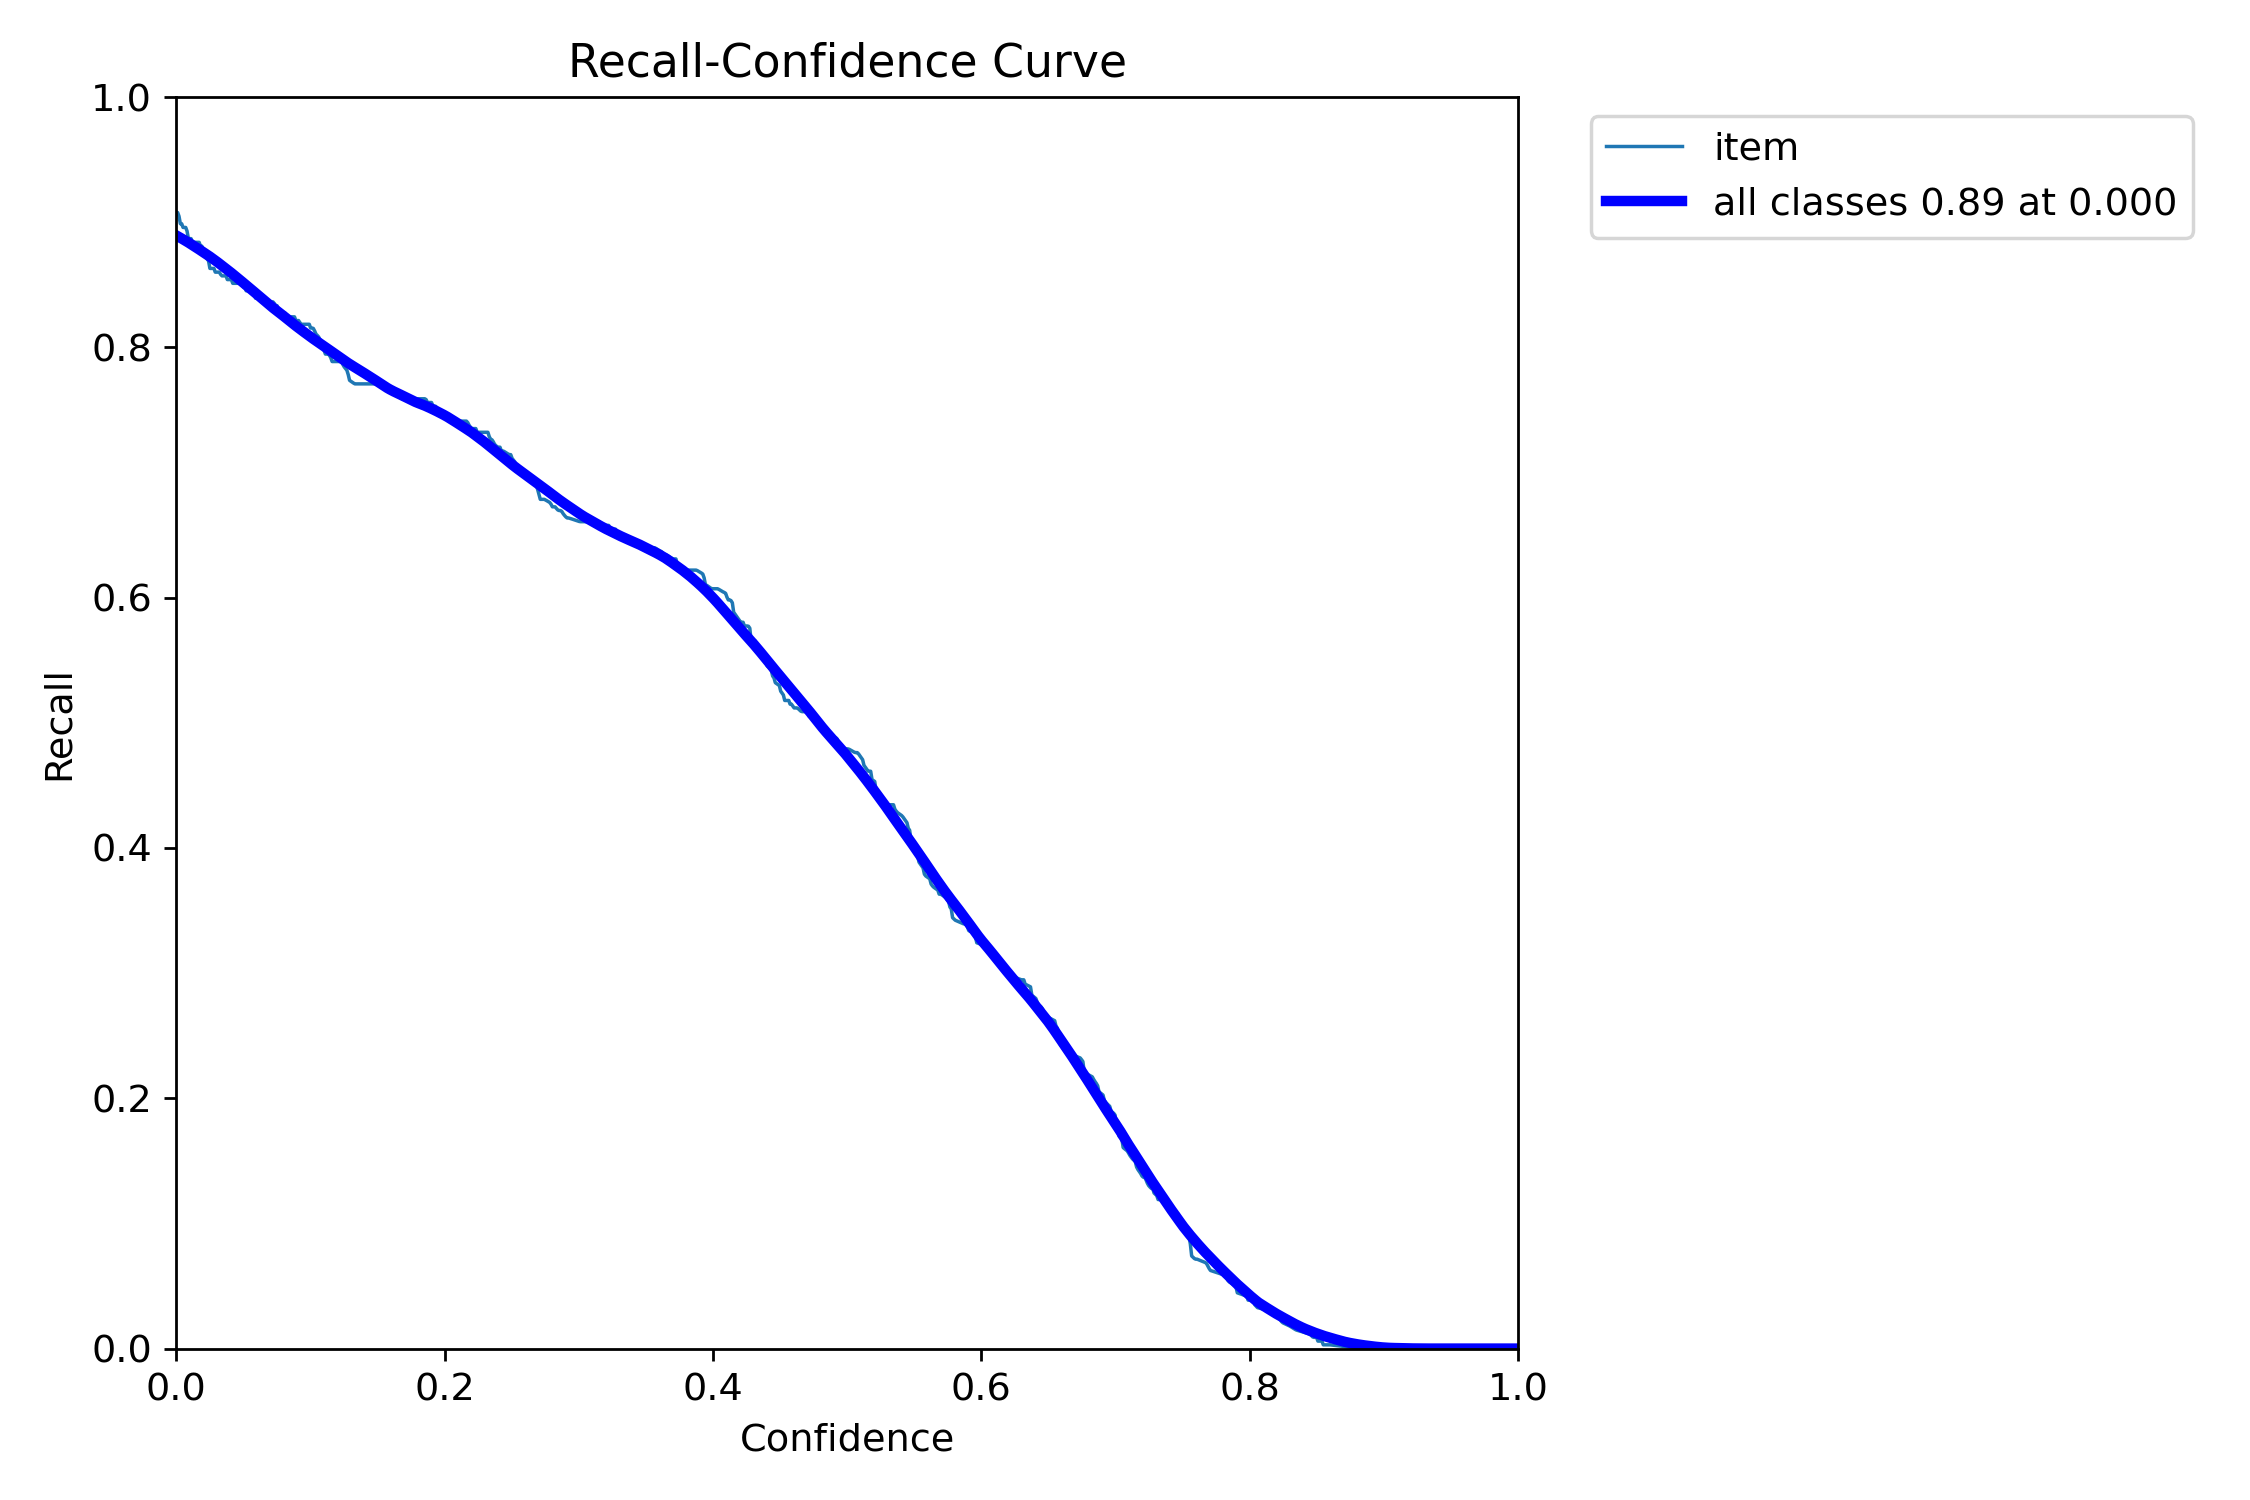 Recall-Confidence Curve
1.0
0.8
0.6
0.4
0.2
0.0
Recall
0.0 0.2 0.4 0.6 0.8 1.0
Confidence
item
all classes 0.89 at 0.000